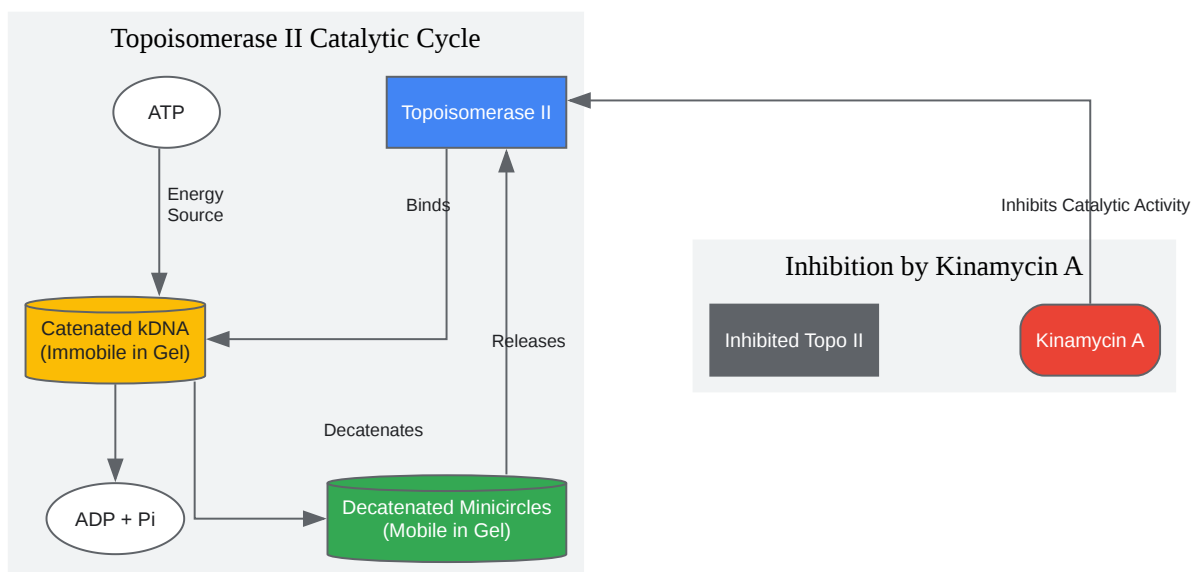 Topoisomerase II Catalytic Cycle
ATP
Topoisomerase II
Energy
Source
Binds
Inhibits Catalytic Activity
Inhibition by Kinamycin A
Catenated kDNA
(Immobile in Gel)
Releases
Inhibited Topo II
Kinamycin A
Decatenates
ADP + Pi
Decatenated Minicircles
(Mobile in Gel)